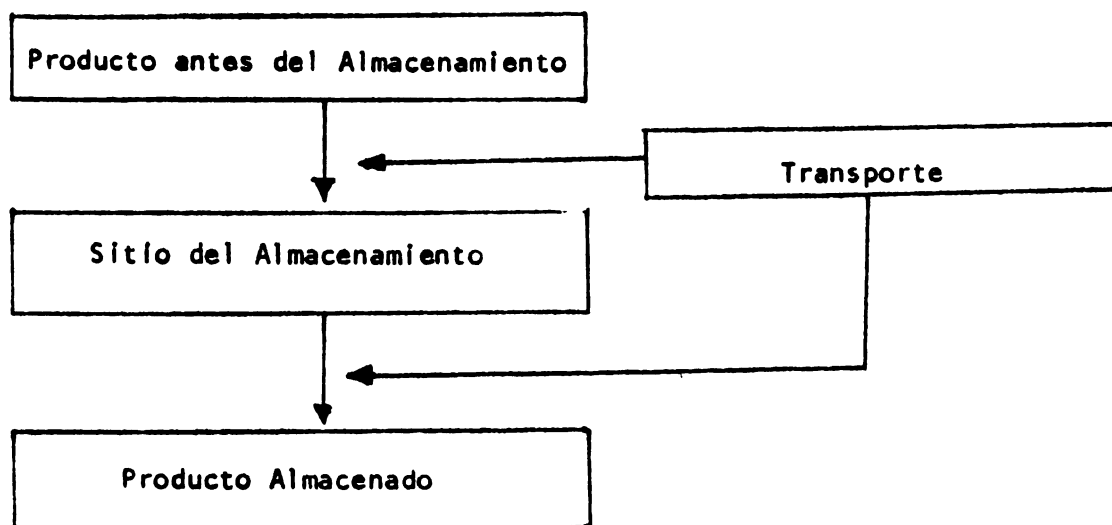 Producto antes del Almacenamiento
Transporte
Sitio del Almacenamiento
Producto Almacenado